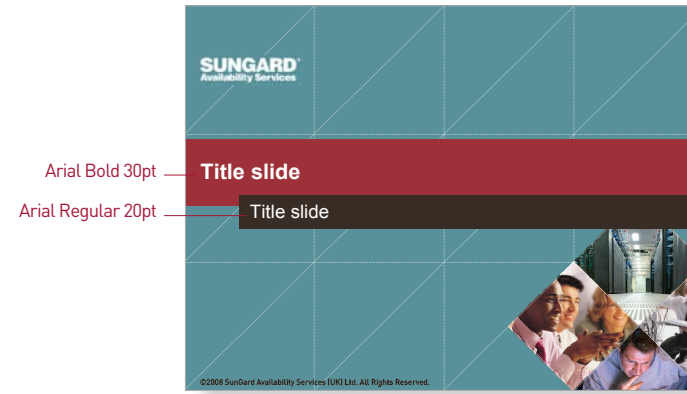 SUNGARD®
Availability Services
Arial Bold 30pt
Title slide
Arial Regular 20pt
Title slide
©2008 SunGard Availability Services (UK) Ltd. All Rights Reserved.